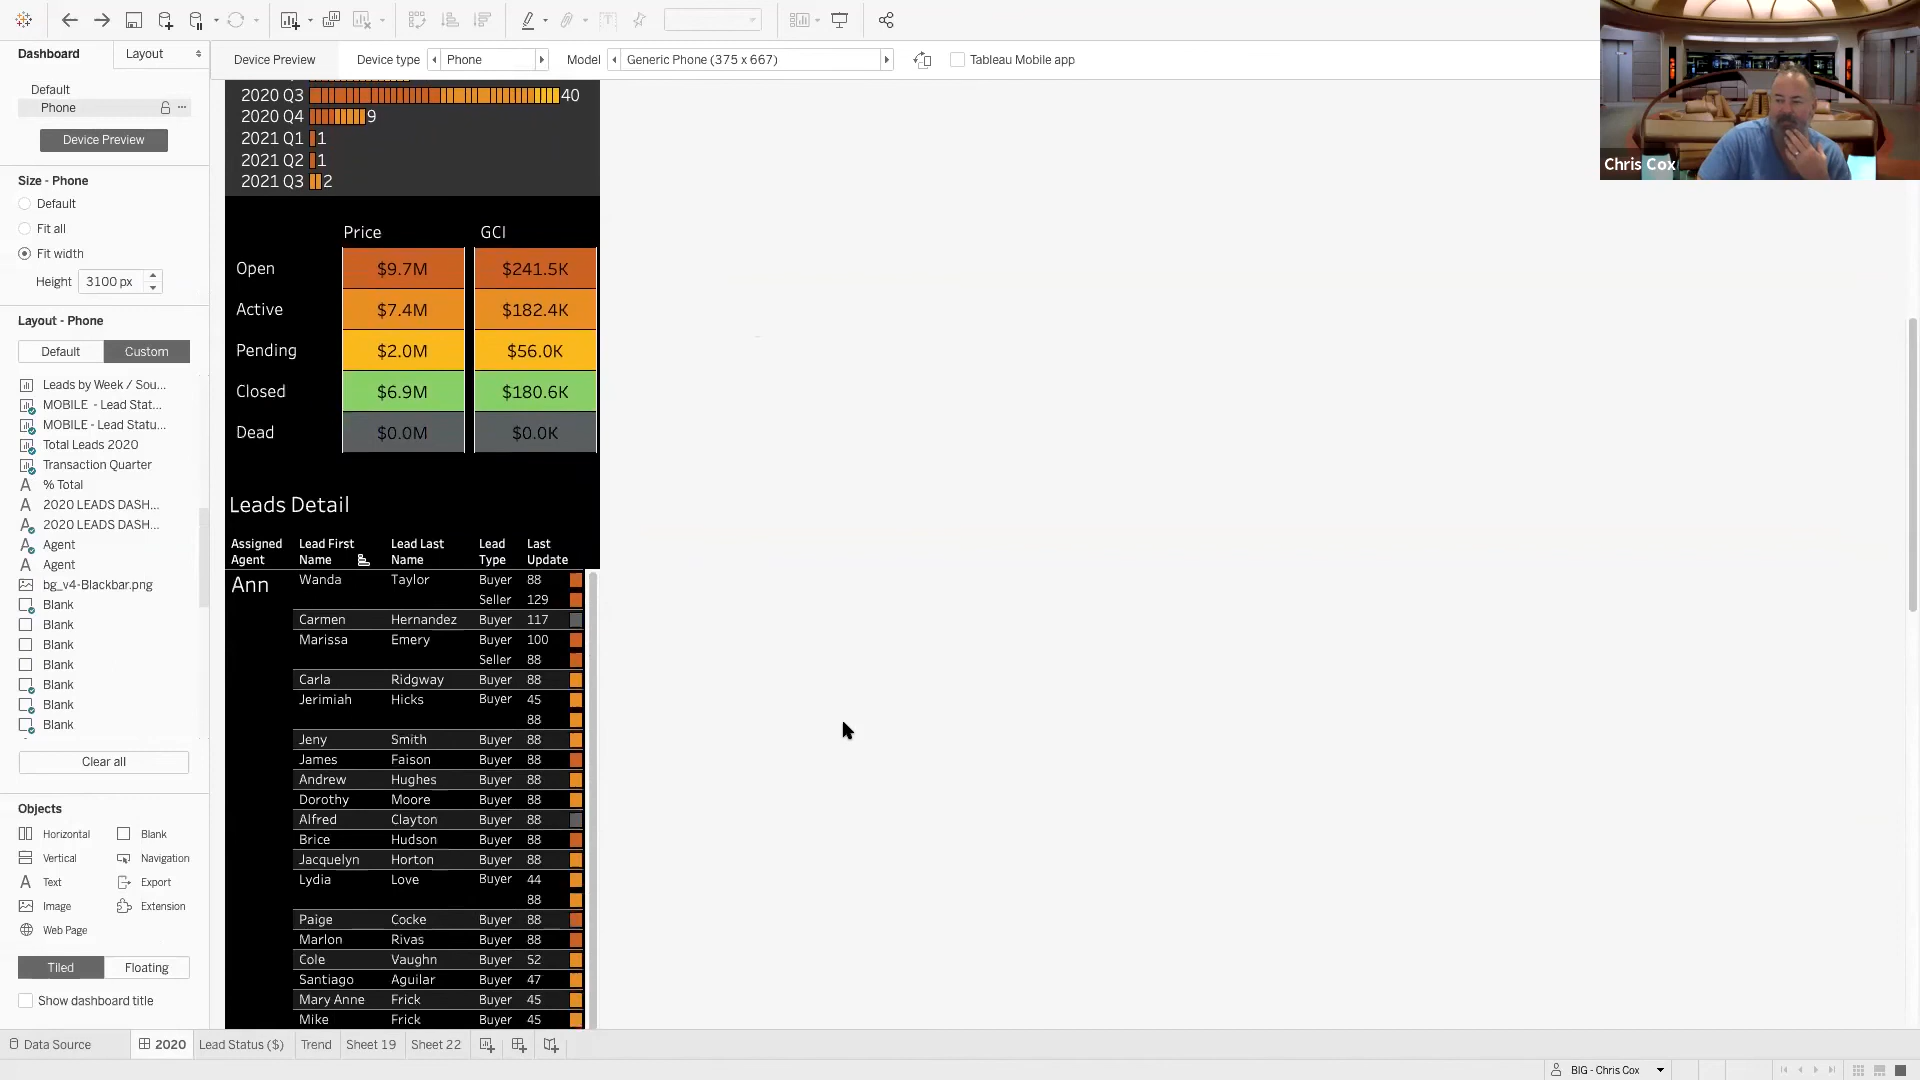 Dashboard
Layout
Device Preview
Device type
Phone
Model
Generic Phone (375 x 667)
Tableau Mobile app
Chris Cox
Default
Phone
Device Preview
Size - Phone
Default
Fit all
Fit width
Height
3100 px
Layout - Phone
Default
Custom
Leads by Week / Sou...
MOBILE - Lead Stat...
MOBILE - Lead Statu...
Total Leads 2020
Transaction Quarter
% Total
2020 LEADS DASH...
2020 LEADS DASH...
Agent
Agent
bg_v4-Blackbar.png
Blank
Blank
Blank
Blank
Blank
Blank
Blank
Clear all
Objects
Horizontal
Blank
Vertical
Navigation
Text
Export
Image
Extension
Web Page
Tiled
Floating
Show dashboard title
2020 Q3 40
2020 Q4 9
2021 Q1 1
2021 Q2 1
2021 Q3 2
Price GCI
Open $9.7M $241.5K
Active $7.4M $182.4K
Pending $2.0M $56.0K
Closed $6.9M $180.6K
Dead $0.0M $0.0K
Leads Detail
Assigned Agent
Lead First Name
Lead Last Name
Lead Type
Last Update
Ann Wanda Taylor Buyer 88
Seller 129
Carmen Hernandez Buyer 117
Marissa Emery Buyer 100
Seller 88
Carla Ridgway Buyer 88
Jerimiah Hicks Buyer 45
88
Jeny Smith Buyer 88
James Faison Buyer 88
Andrew Hughes Buyer 88
Dorothy Moore Buyer 88
Alfred Clayton Buyer 88
Brice Hudson Buyer 88
Jacquelyn Horton Buyer 88
Lydia Love Buyer 44
88
Paige Cocke Buyer 88
Marlon Rivas Buyer 88
Cole Vaughn Buyer 52
Santiago Aguilar Buyer 47
Mary Anne Frick Buyer 45
Mike Frick Buyer 45
Data Source
2020
Lead Status ($)
Trend
Sheet 19
Sheet 22
BIG - Chris Cox